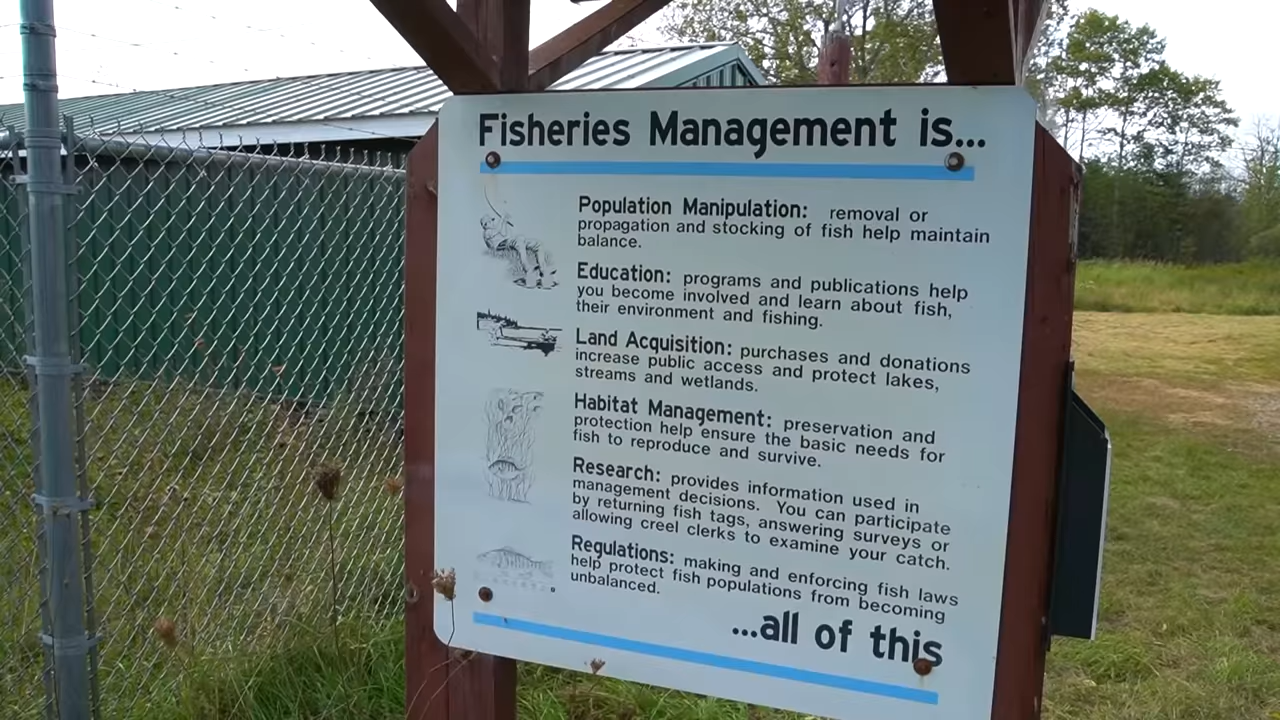 Fisheries Management is...
Population Manipulation: removal or
propagation and stocking of fish help maintain
balance.
Education: programs and publications help
you become involved and learn about fish,
their environment and fishing.
Land Acquisition: purchases and donations
increase public access and protect lakes,
streams and wetlands.
Habitat Management: preservation and
protection help ensure the basic needs for
fish to reproduce and survive.
Research: provides information used in
management decisions. You can participate
by returning fish tags, answering surveys or
allowing creel clerks to examine your catch.
Regulations: making and enforcing fish laws
help protect fish populations from becoming
unbalanced.
...all of this